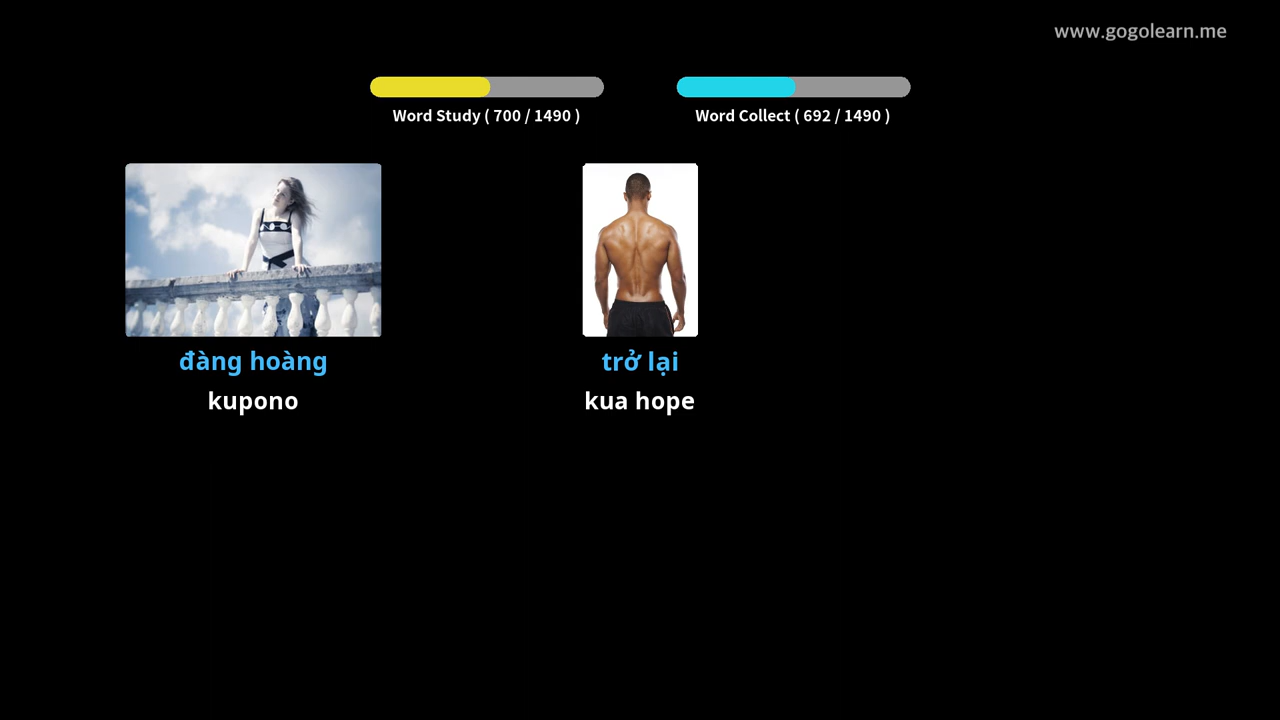 www.gogolearn.me
Word Study ( 700 / 1490 )
Word Collect ( 692 / 1490 )
đàng hoàng
kupono
trở lại
kua hope